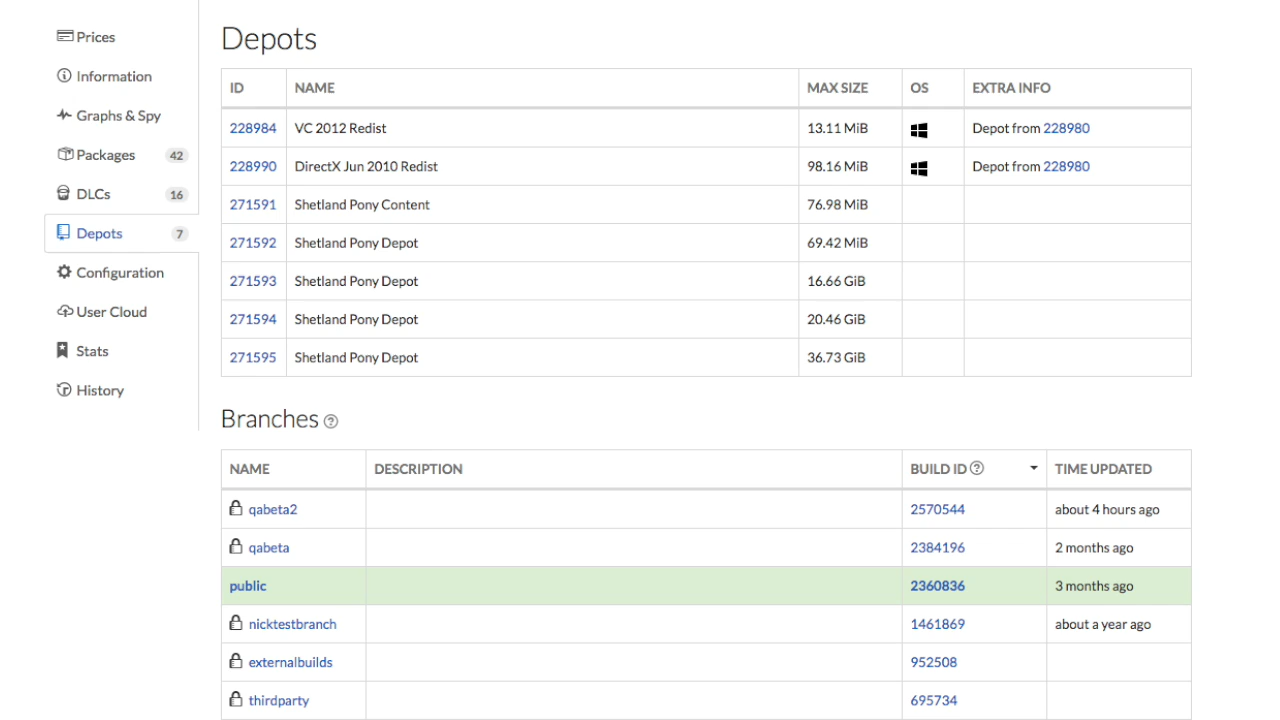 Prices
Information
Graphs & Spy
Packages 42
DLCs 16
Depots 7
Configuration
User Cloud
Stats
History
Depots
ID NAME MAX SIZE OS EXTRA INFO
228984 VC 2012 Redist 13.11 MiB Depot from 228980
228990 DirectX Jun 2010 Redist 98.16 MiB Depot from 228980
271591 Shetland Pony Content 76.98 MiB
271592 Shetland Pony Depot 69.42 MiB
271593 Shetland Pony Depot 16.66 GiB
271594 Shetland Pony Depot 20.46 GiB
271595 Shetland Pony Depot 36.73 GiB
Branches ?
NAME DESCRIPTION BUILD ID ? TIME UPDATED
qabeta2 2570544 about 4 hours ago
qabeta 2384196 2 months ago
public 2360836 3 months ago
nicktestbranch 1461869 about a year ago
externalbuilds 952508
thirdparty 695734